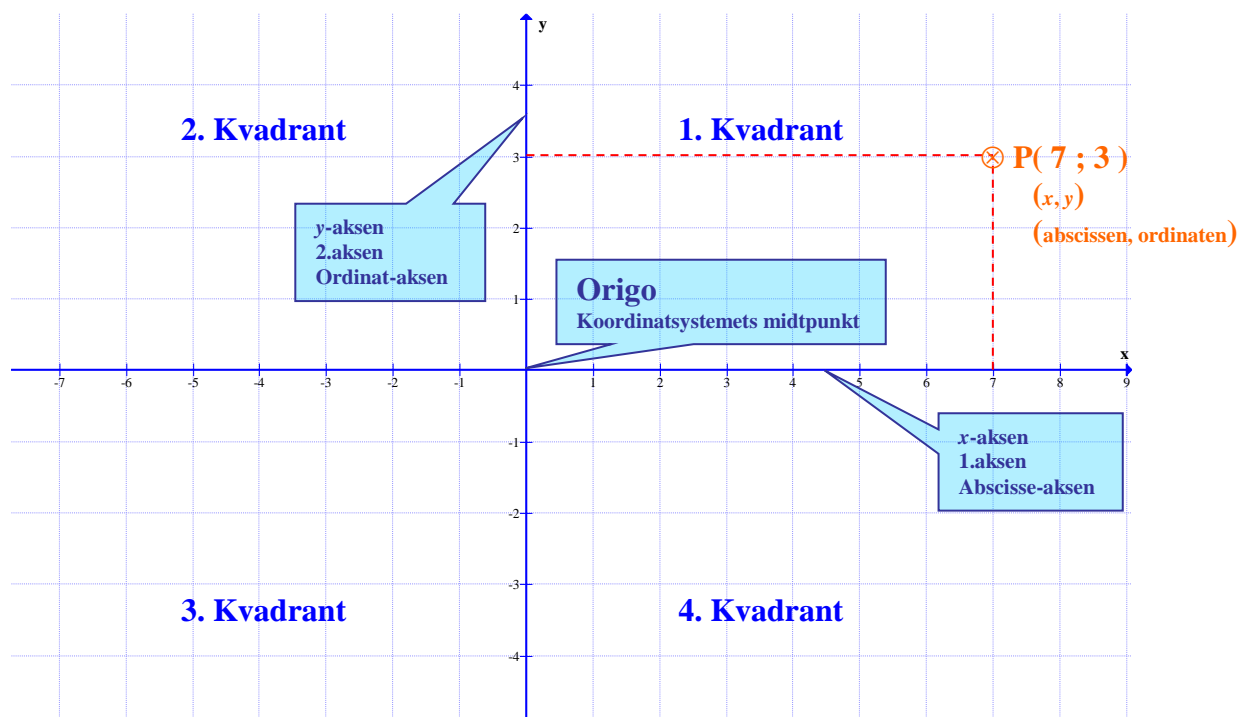 y
4
2. Kvadrant
1. Kvadrant
3
P( 7 ; 3 )
(x, y)
(abscissen, ordinaten)
y-aksen
2.aksen
Ordinat-aksen
2
Origo
Koordinatsystemets midtpunkt
1
x
-7 -6 -5 -4 -3 -2 -1 1 2 3 4 5 6 7 8 9
x-aksen
1.aksen
Abscisse-aksen
-1
-2
-3
3. Kvadrant
4. Kvadrant
-4